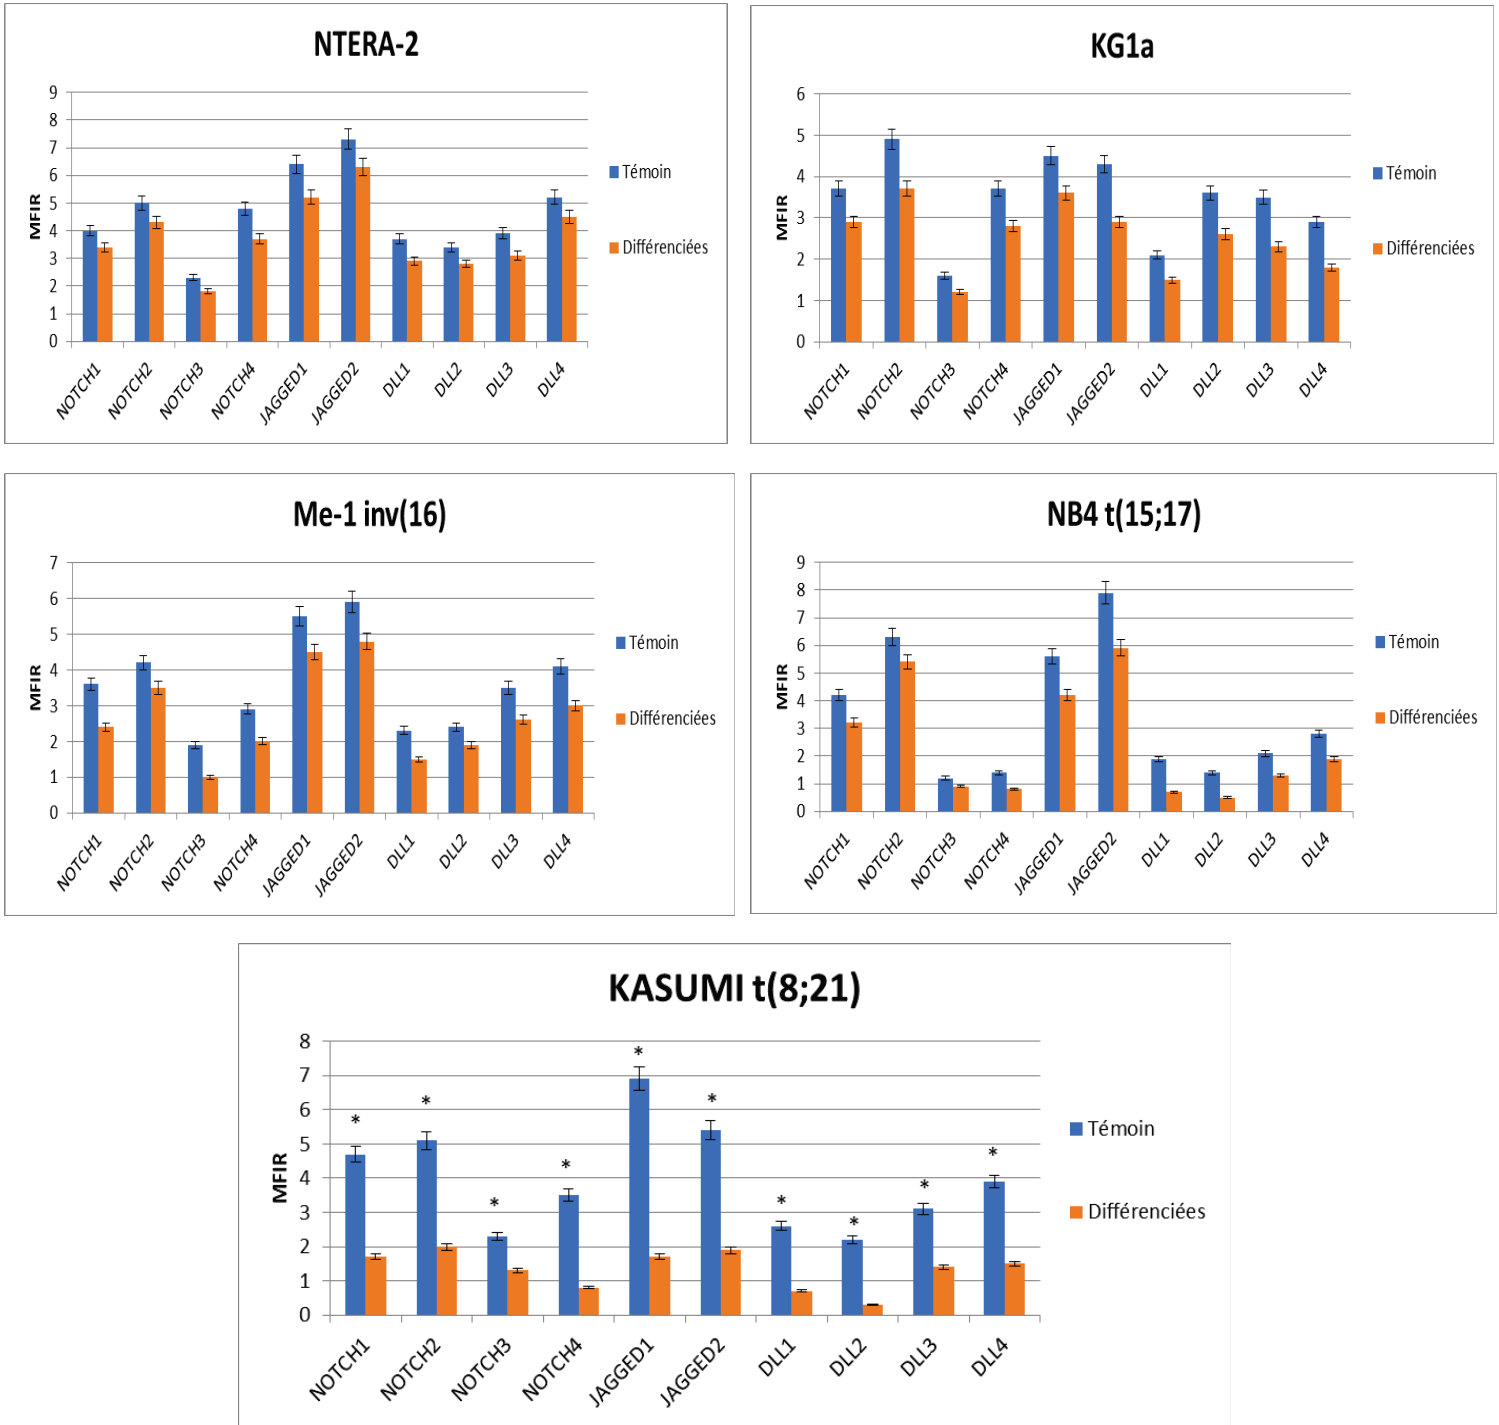 NTERA-2
9
8
7
6
5
4
3
2
1
0
MFIR
NOTCH1
NOTCH2
NOTCH3
NOTCH4
JAGGED1
JAGGED2
DLL1
DLL2
DLL3
DLL4
Témoin
Différenciées
KG1a
6
5
4
3
2
1
0
MFIR
NOTCH1
NOTCH2
NOTCH3
NOTCH4
JAGGED1
JAGGED2
DLL1
DLL2
DLL3
DLL4
Témoin
Différenciées
Me-1 inv(16)
7
6
5
4
3
2
1
0
MFIR
NOTCH1
NOTCH2
NOTCH3
NOTCH4
JAGGED1
JAGGED2
DLL1
DLL2
DLL3
DLL4
Témoin
Différenciées
NB4 t(15;17)
9
8
7
6
5
4
3
2
1
0
MFIR
NOTCH1
NOTCH2
NOTCH3
NOTCH4
JAGGED1
JAGGED2
DLL1
DLL2
DLL3
DLL4
Témoin
Différenciées
KASUMI t(8;21)
8
7
6
5
4
3
2
1
0
MFIR
* * * * * * * * * *
NOTCH1
NOTCH2
NOTCH3
NOTCH4
JAGGED1
JAGGED2
DLL1
DLL2
DLL3
DLL4
Témoin
Différenciées